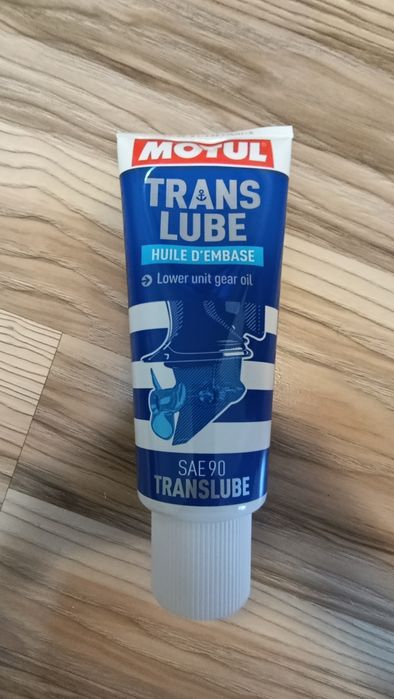 MOTUL
TRANS
LUBE
HUILE D'EMBASE
Lower unit gear oil
SAE 90
TRANSLUBE